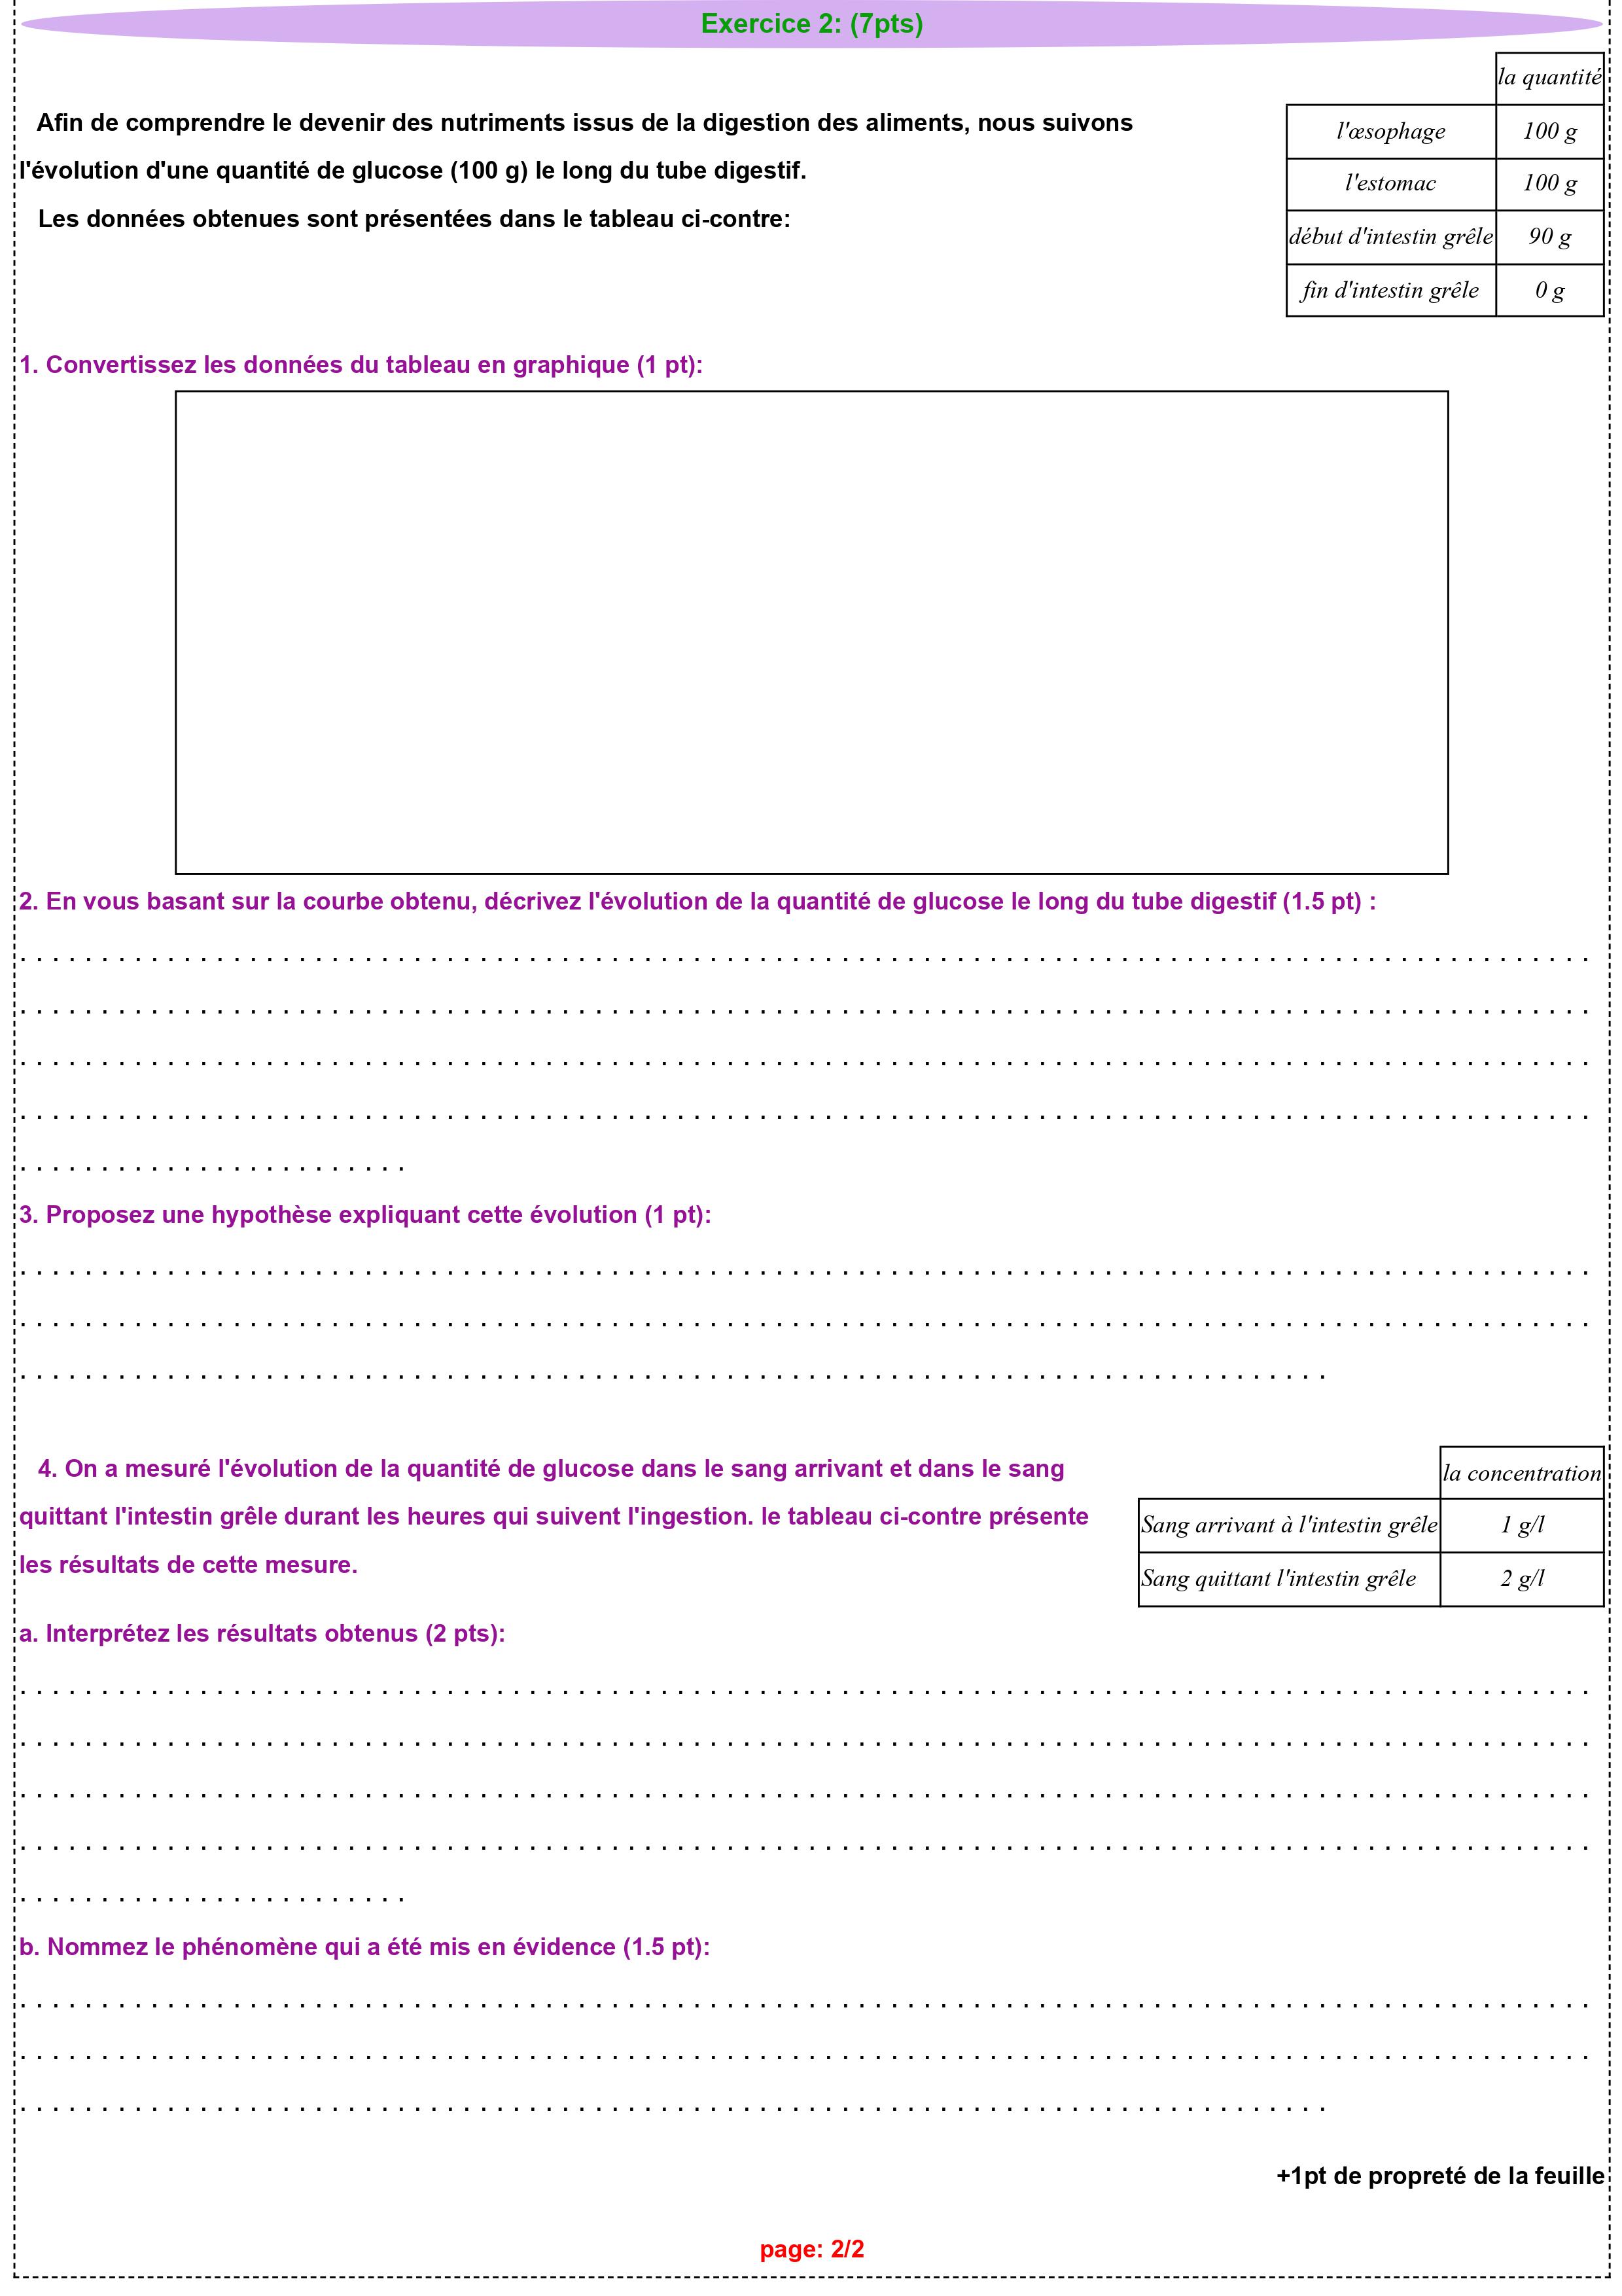 Exercice 2: (7pts)
la quantité
l'œsophage 100 g
l'estomac 100 g
début d'intestin grêle 90 g
fin d'intestin grêle 0 g
Afin de comprendre le devenir des nutriments issus de la digestion des aliments, nous suivons
l'évolution d'une quantité de glucose (100 g) le long du tube digestif.
Les données obtenues sont présentées dans le tableau ci-contre:
1. Convertissez les données du tableau en graphique (1 pt):
2. En vous basant sur la courbe obtenu, décrivez l'évolution de la quantité de glucose le long du tube digestif (1.5 pt) :
3. Proposez une hypothèse expliquant cette évolution (1 pt):
4. On a mesuré l'évolution de la quantité de glucose dans le sang arrivant et dans le sang
quittant l'intestin grêle durant les heures qui suivent l'ingestion. le tableau ci-contre présente
les résultats de cette mesure.
la concentration
Sang arrivant à l'intestin grêle 1 g/l
Sang quittant l'intestin grêle 2 g/l
a. Interprétez les résultats obtenus (2 pts):
b. Nommez le phénomène qui a été mis en évidence (1.5 pt):
+1pt de propreté de la feuille
page: 2/2